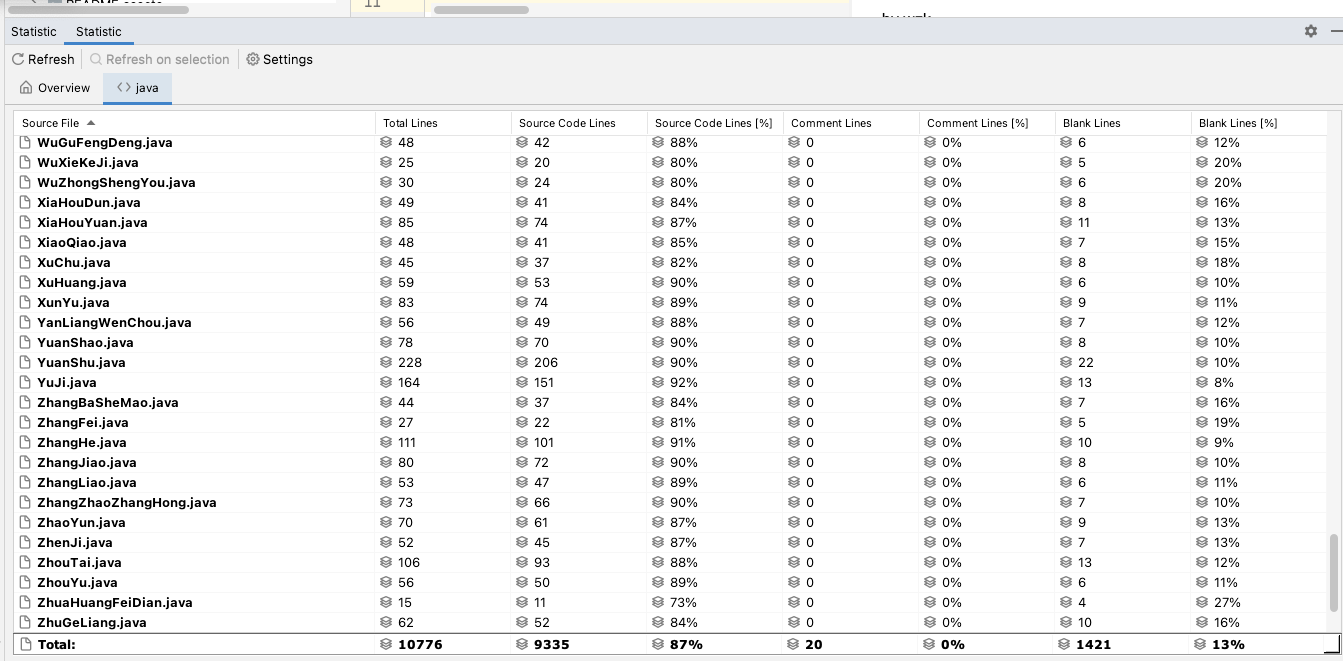 11
Statistic Statistic
Refresh Refresh on selection Settings
Overview <> java
Source File Total Lines Source Code Lines Source Code Lines [%] Comment Lines Comment Lines [%] Blank Lines Blank Lines [%]
WuGuFengDeng.java 48 42 88% 0 0% 6 12%
WuXieKeJi.java 25 20 80% 0 0% 5 20%
WuZhongShengYou.java 30 24 80% 0 0% 6 20%
XiaHouDun.java 49 41 84% 0 0% 8 16%
XiaHouYuan.java 85 74 87% 0 0% 11 13%
XiaoQiao.java 48 41 85% 0 0% 7 15%
XuChu.java 45 37 82% 0 0% 8 18%
XuHuang.java 59 53 90% 0 0% 6 10%
XunYu.java 83 74 89% 0 0% 9 11%
YanLiangWenChou.java 56 49 88% 0 0% 7 12%
YuanShao.java 78 70 90% 0 0% 8 10%
YuanShu.java 228 206 90% 0 0% 22 10%
YuJi.java 164 151 92% 0 0% 13 8%
ZhangBaSheMao.java 44 37 84% 0 0% 7 16%
ZhangFei.java 27 22 81% 0 0% 5 19%
ZhangHe.java 111 101 91% 0 0% 10 9%
ZhangJiao.java 80 72 90% 0 0% 8 10%
ZhangLiao.java 53 47 89% 0 0% 6 11%
ZhangZhaoZhangHong.java 73 66 90% 0 0% 7 10%
ZhaoYun.java 70 61 87% 0 0% 9 13%
ZhenJi.java 52 45 87% 0 0% 7 13%
ZhouTai.java 106 93 88% 0 0% 13 12%
ZhouYu.java 56 50 89% 0 0% 6 11%
ZhuaHuangFeiDian.java 15 11 73% 0 0% 4 27%
ZhuGeLiang.java 62 52 84% 0 0% 10 16%
Total: 10776 9335 87% 20 0% 1421 13%